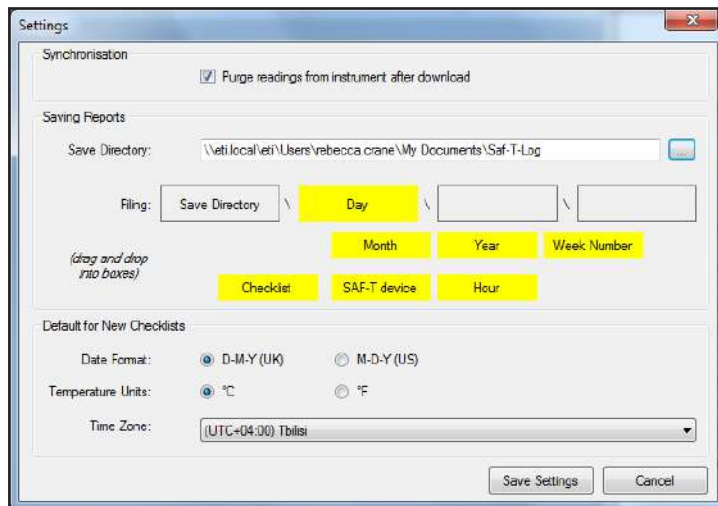 Settings
Synchronisation
Purge readings from instrument after download
Saving Reports
Save Directory: \\eti.local\eti\Users\rebecca.crane\My Documents\Saf-T-Log ...
Filing: Save Directory \ Day \ \
Month Year Week Number
(drag and drop
into boxes)
Checklist SAF-T device Hour
Default for New Checklists
Date Format: D-M-Y (UK) M-D-Y (US)
Temperature Units: °C °F
Time Zone: (UTC+04:00) Tbilisi
Save Settings Cancel